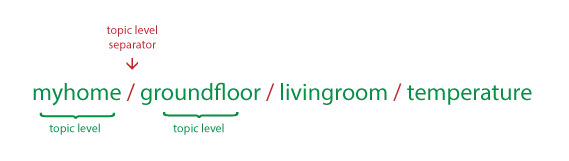 topic level
separator
myhome / groundfloor / livingroom / temperature
topic level
topic level